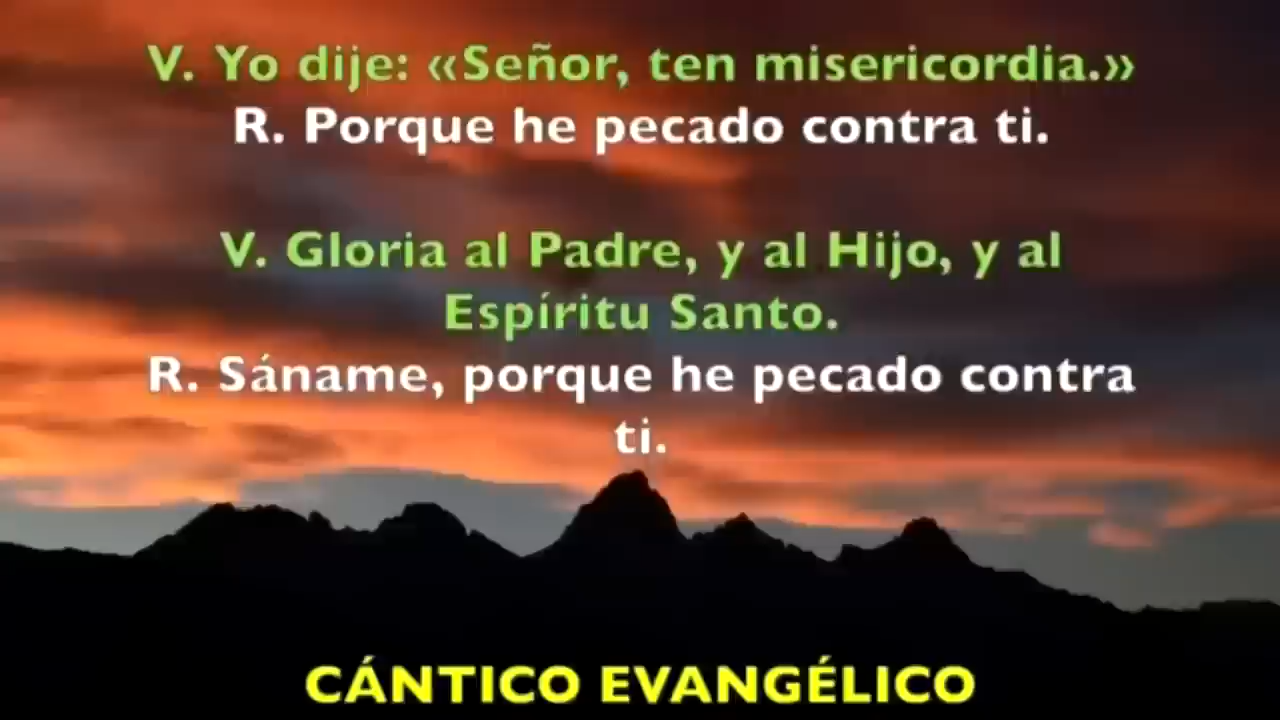 V. Yo dije: «Señor, ten misericordia.»
R. Porque he pecado contra ti.
V. Gloria al Padre, y al Hijo, y al
Espíritu Santo.
R. Sáname, porque he pecado contra
ti.
CÁNTICO EVANGÉLICO